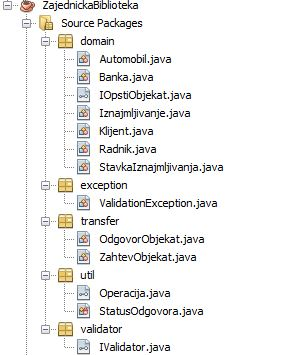 ZajednickaBiblioteka
Source Packages
domain
Automobil.java
Banka.java
IOpstiObjekat.java
Iznajmljivanje.java
Klijent.java
Radnik.java
StavkaIznajmljivanja.java
exception
ValidationException.java
transfer
OdgovorObjekat.java
ZahtevObjekat.java
util
Operacija.java
StatusOdgovora.java
validator
IValidator.java